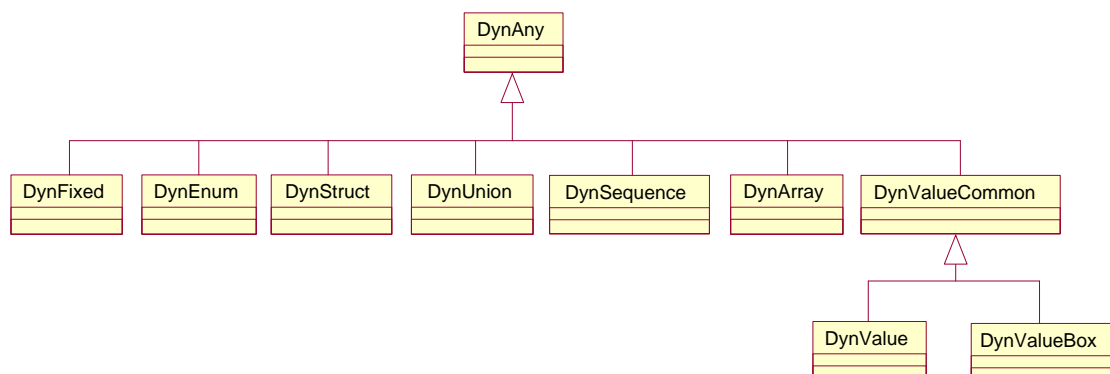 DynAny
DynFixed
DynEnum
DynStruct
DynUnion
DynSequence
DynArray
DynValueCommon
DynValue
DynValueBox